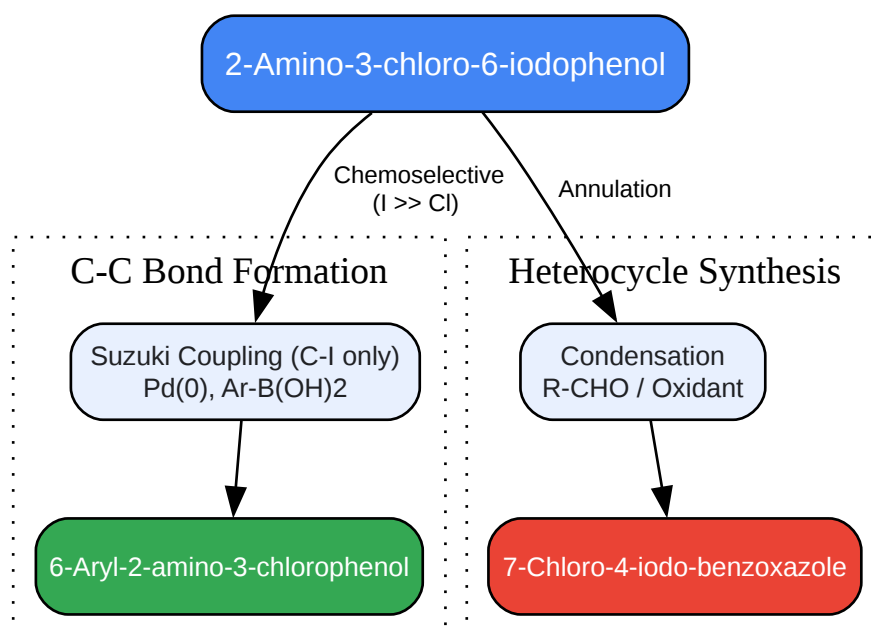 2-Amino-3-chloro-6-iodophenol
Chemoselective
(I >> Cl)
Annulation
C-C Bond Formation
Heterocycle Synthesis
Suzuki Coupling (C-I only)
Pd(0), Ar-B(OH)2
Condensation
R-CHO / Oxidant
6-Aryl-2-amino-3-chlorophenol
7-Chloro-4-iodo-benzoxazole